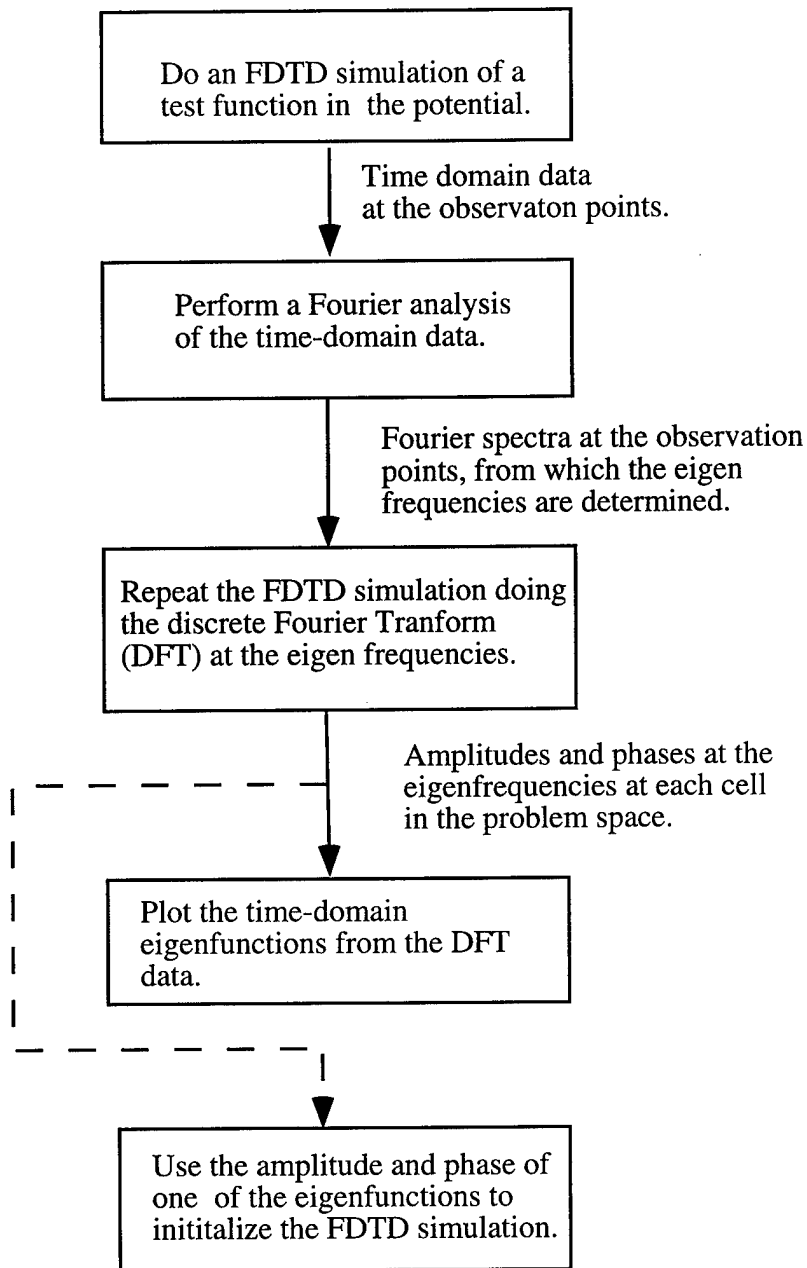 Do an FDTD simulation of a
test function in the potential.
Time domain data
at the observaton points.
Perform a Fourier analysis
of the time-domain data.
Fourier spectra at the observation
points, from which the eigen
frequencies are determined.
Repeat the FDTD simulation doing
the discrete Fourier Tranform
(DFT) at the eigen frequencies.
Amplitudes and phases at the
eigenfrequencies at each cell
in the problem space.
Plot the time-domain
eigenfunctions from the DFT
data.
Use the amplitude and phase of
one of the eigenfunctions to
inititalize the FDTD simulation.